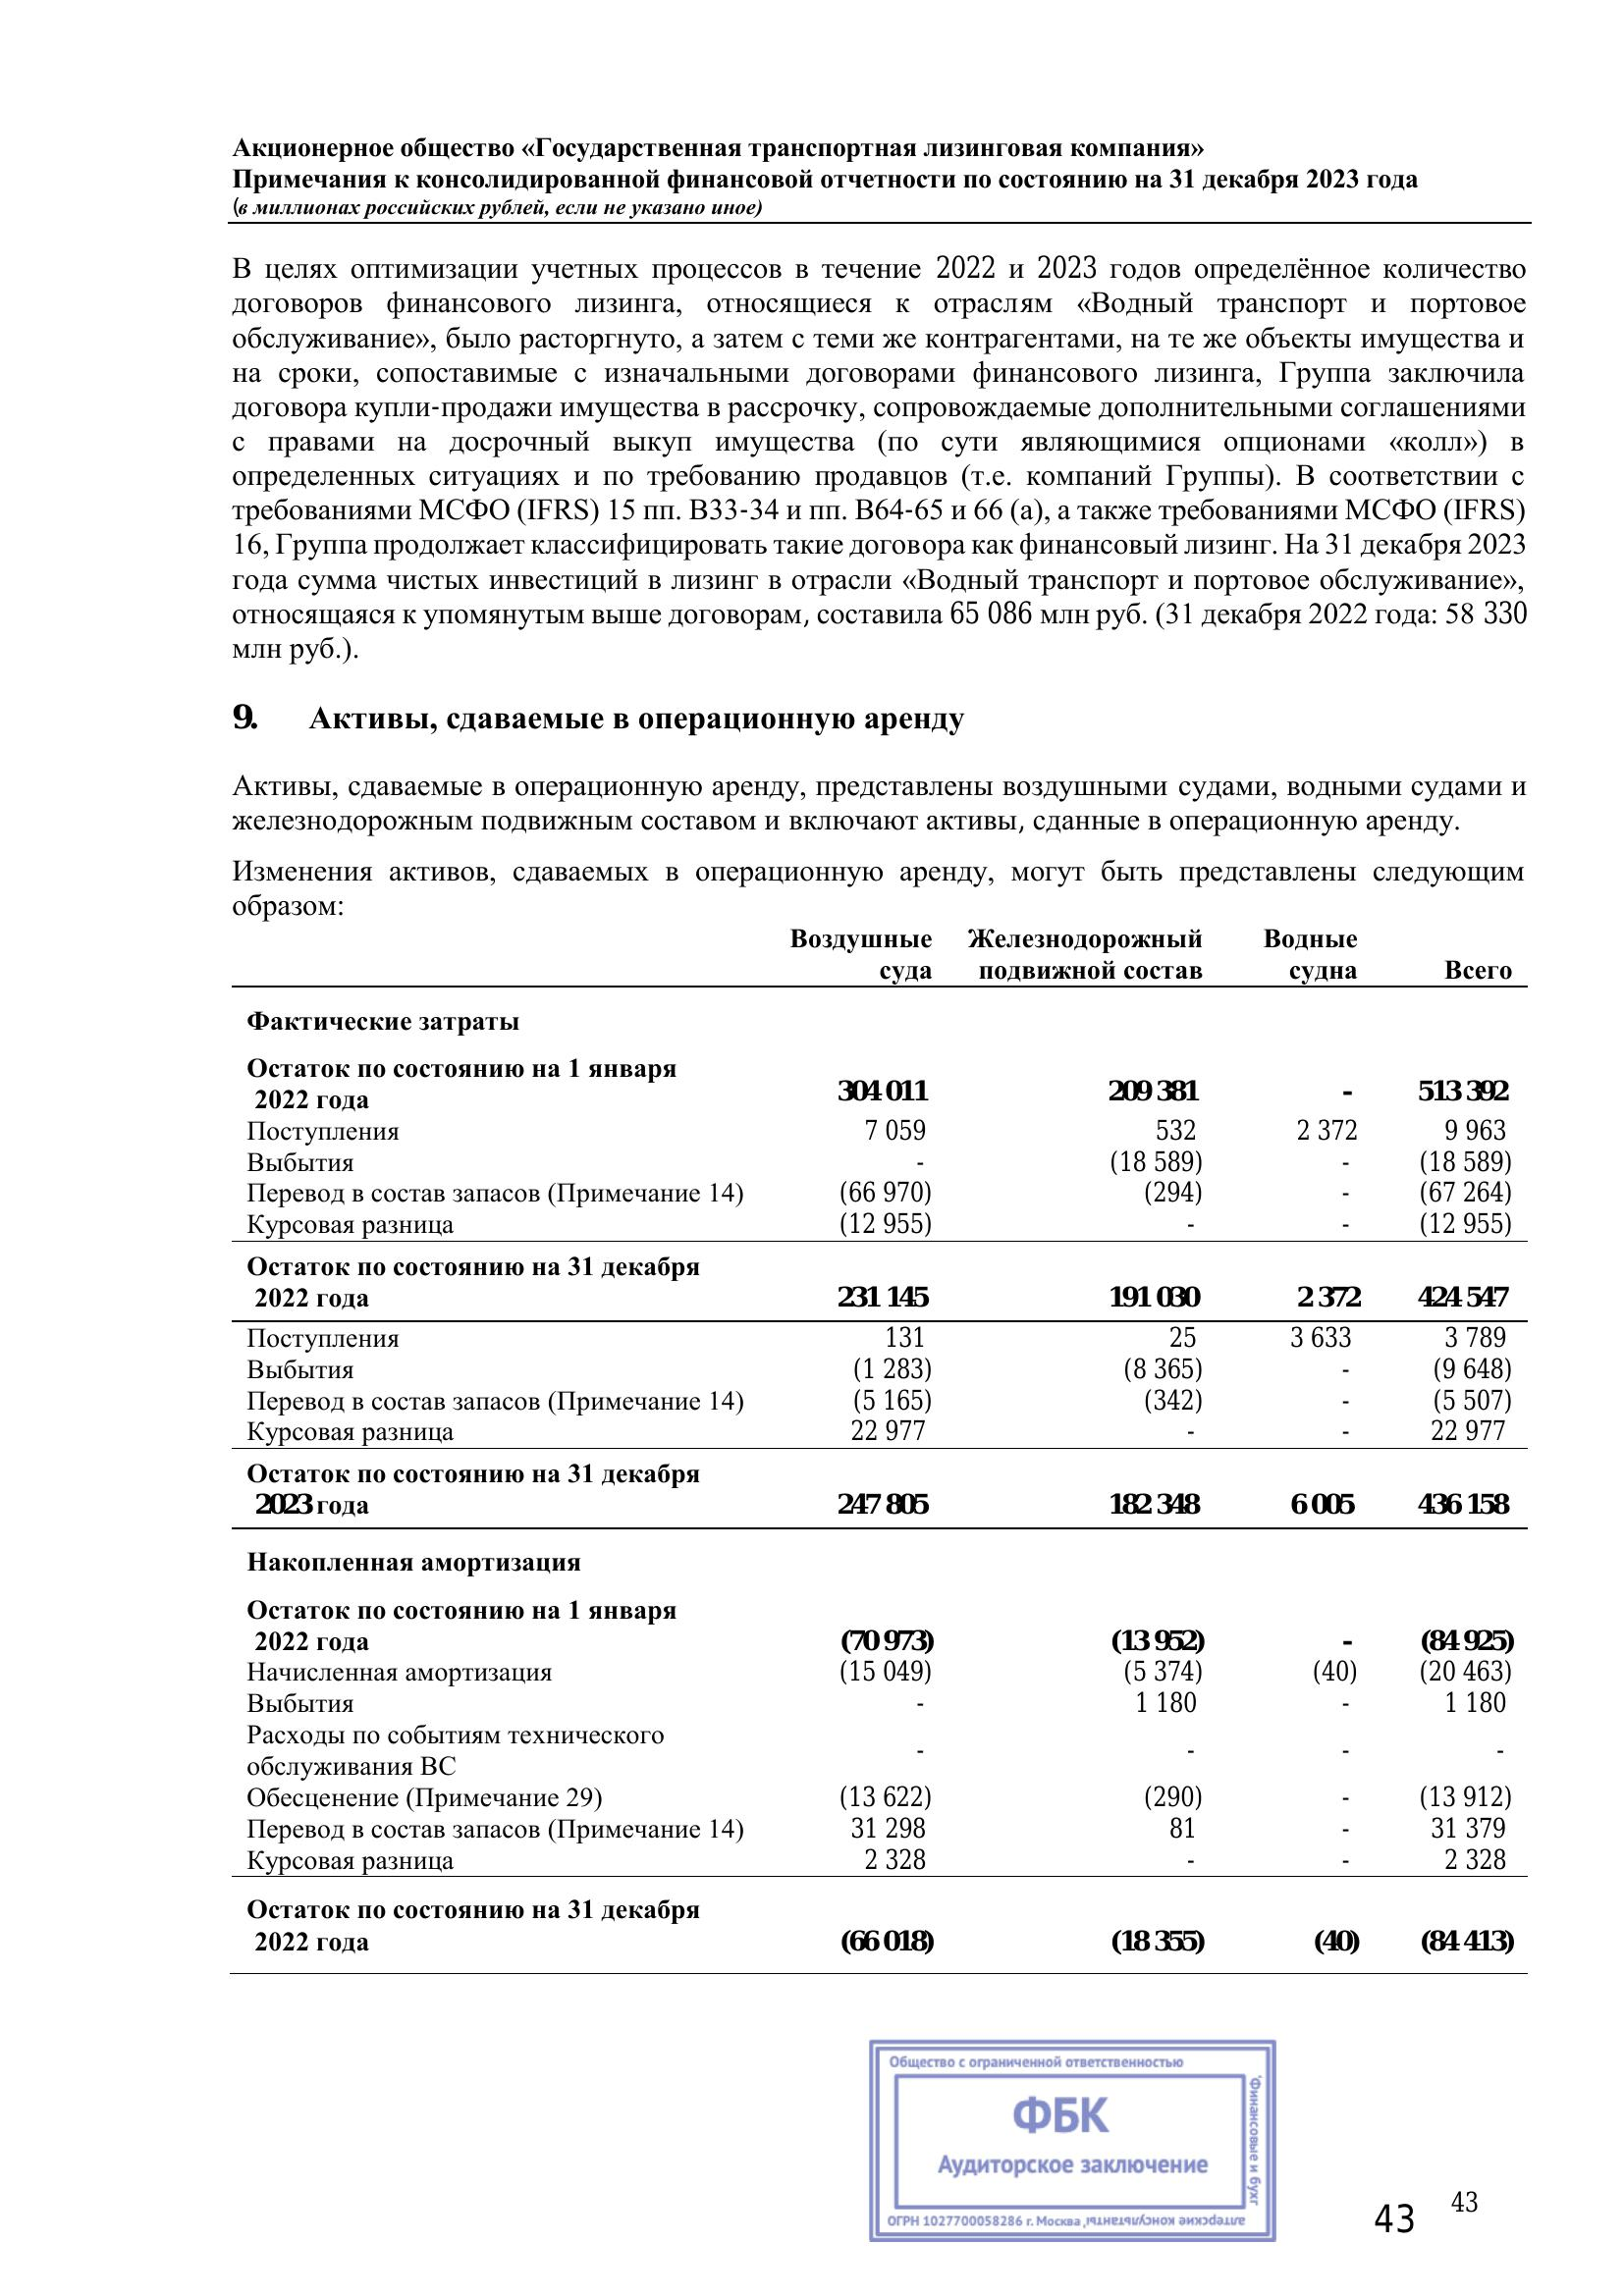 Акционерное общество «Государственная транспортная лизинговая компания»
Примечания к консолидированной финансовой отчетности по состоянию на 31 декабря 2023 года
(в миллионах российских рублей, если не указано иное)
В целях оптимизации учетных процессов в течение 2022 и 2023 годов определённое количество
договоров финансового лизинга, относящиеся к отраслям «Водный транспорт и портовое
обслуживание», было расторгнуто, а затем с теми же контрагентами, на те же объекты имущества и
на сроки, сопоставимые с изначальными договорами финансового лизинга, Группа заключила
договора купли-продажи имущества в рассрочку, сопровождаемые дополнительными соглашениями
с правами на досрочный выкуп имущества (по сути являющимися опционами «колл») в
определенных ситуациях и по требованию продавцов (т.е. компаний Группы). В соответствии с
требованиями МСФО (IFRS) 15 пп. B33-34 и пп. B64-65 и 66 (а), а также требованиями МСФО (IFRS)
16, Группа продолжает классифицировать такие договора как финансовый лизинг. На 31 декабря 2023
года сумма чистых инвестиций в лизинг в отрасли «Водный транспорт и портовое обслуживание»,
относящаяся к упомянутым выше договорам, составила 65 086 млн руб. (31 декабря 2022 года: 58 330
млн руб.).
9. Активы, сдаваемые в операционную аренду
Активы, сдаваемые в операционную аренду, представлены воздушными судами, водными судами и
железнодорожным подвижным составом и включают активы, сданные в операционную аренду.
Изменения активов, сдаваемых в операционную аренду, могут быть представлены следующим
образом:
Воздушные Железнодорожный Водные
суда подвижной состав судна Всего
Фактические затраты
Остаток по состоянию на 1 января
2022 года 304 011 209 381 - 513 392
Поступления 7 059 532 2 372 9 963
Выбытия - (18 589) - (18 589)
Перевод в состав запасов (Примечание 14) (66 970) (294) - (67 264)
Курсовая разница (12 955) - - (12 955)
Остаток по состоянию на 31 декабря
2022 года 231 145 191 030 2 372 424 547
Поступления 131 25 3 633 3 789
Выбытия (1 283) (8 365) - (9 648)
Перевод в состав запасов (Примечание 14) (5 165) (342) - (5 507)
Курсовая разница 22 977 - - 22 977
Остаток по состоянию на 31 декабря
2023 года 247 805 182 348 6 005 436 158
Накопленная амортизация
Остаток по состоянию на 1 января
2022 года (70 973) (13 952) - (84 925)
Начисленная амортизация (15 049) (5 374) (40) (20 463)
Выбытия - 1 180 - 1 180
Расходы по событиям технического
обслуживания ВС - - - -
Обесценение (Примечание 29) (13 622) (290) - (13 912)
Перевод в состав запасов (Примечание 14) 31 298 81 - 31 379
Курсовая разница 2 328 - - 2 328
Остаток по состоянию на 31 декабря
2022 года (66 018) (18 355) (40) (84 413)
Общество с ограниченной ответственностью
"Финансовые и бухг
алтерские консультанты"
ФБК
Аудиторское заключение
ОГРН 1027700058286 г. Москва
43
43